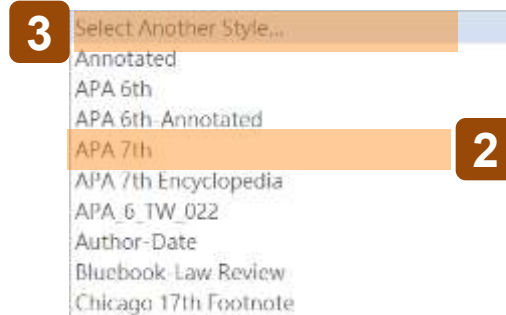 3
Select Another Style...
Annotated
APA 6th
APA 6th-Annotated
APA 7th
2
APA 7th Encyclopedia
APA_6_TW_022
Author-Date
Bluebook-Law Review
Chicago 17th Footnote